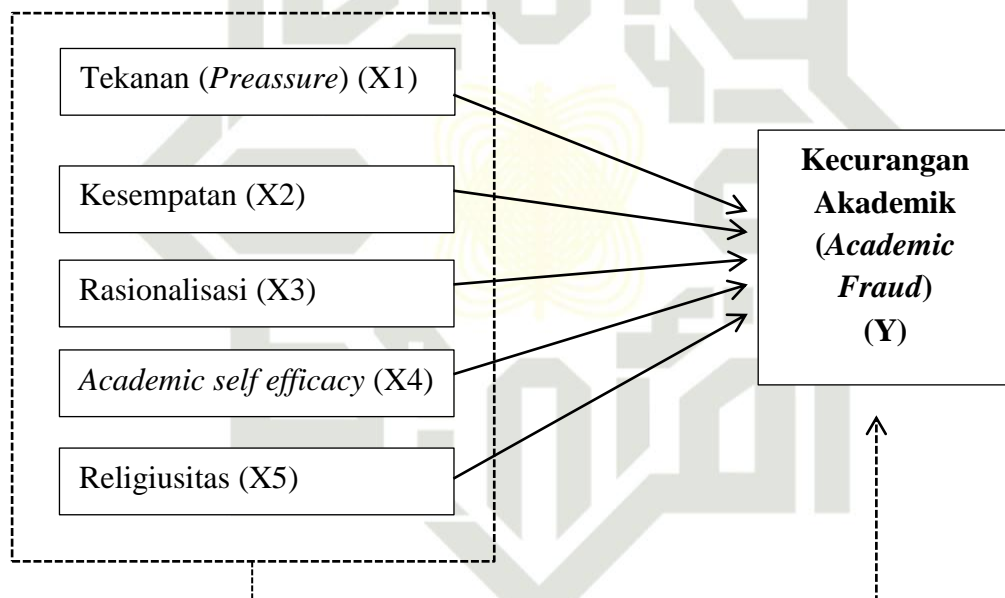 Tekanan (Preassure) (X1)
Kesempatan (X2)
Rasionalisasi (X3)
Academic self efficacy (X4)
Religiusitas (X5)
Kecurangan
Akademik
(Academic
Fraud)
(Y)